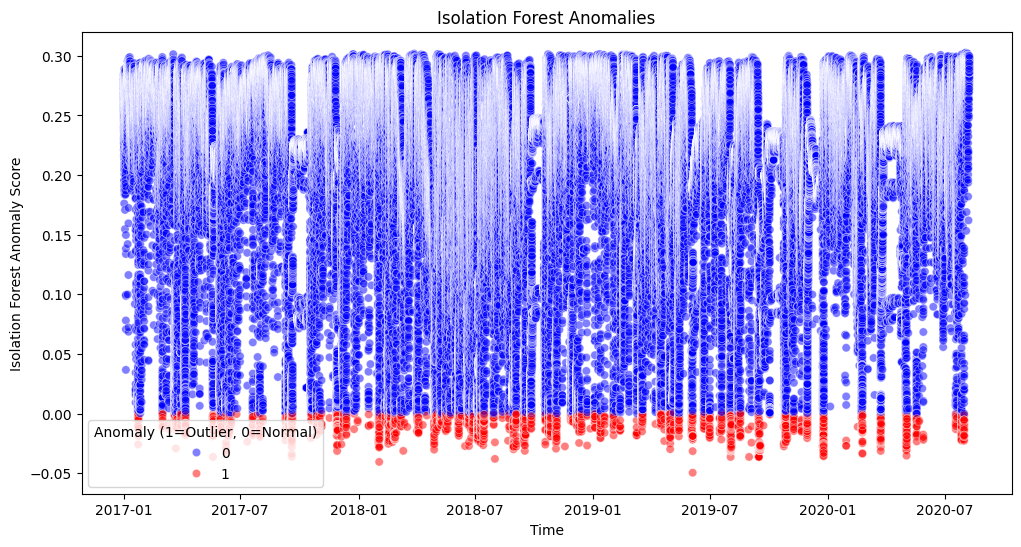 Isolation Forest Anomalies
0.30
0.25
0.20
0.15
0.10
0.05
0.00
−0.05
Isolation Forest Anomaly Score
Anomaly (1=Outlier, 0=Normal)
0
1
2017-01 2017-07 2018-01 2018-07 2019-01 2019-07 2020-01 2020-07
Time